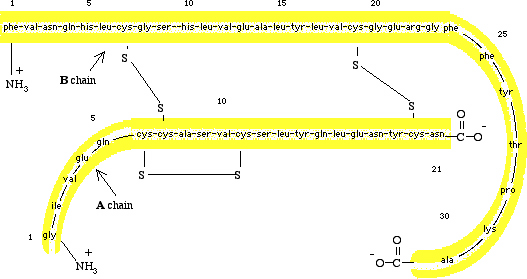 1 5 10 15 20
phe-val-asn-gln-his-leu-cys-gly-ser--his-leu-val-glu-ala-leu-tyr-leu-val-cys-gly-glu-arg-gly phe
25
phe
tyr
thr
pro
lys
30
ala
+
NH3
B chain
S S
S S
10
5
cys-cys-ala-ser-val-cys-ser-leu-tyr-gln-leu-glu-asn-tyr-cys-asn
O
C-O-
21
gln
glu
val
ile
1 gly
S S
A chain
+
NH3
O
-O-C